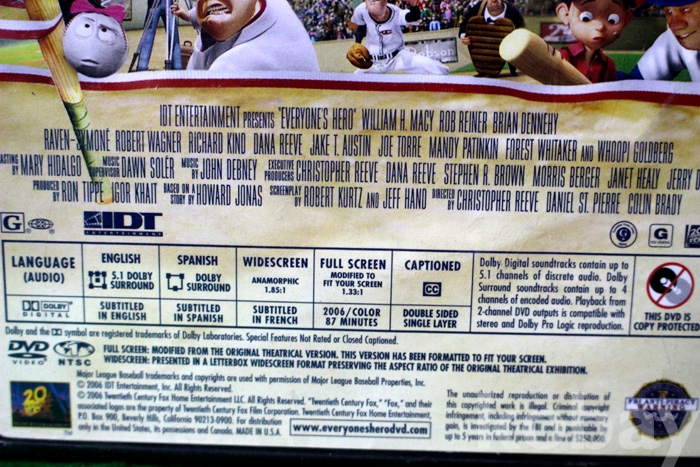 IDT ENTERTAINMENT PRESENTS "EVERYONE'S HERO" WILLIAM H. MACY ROB REINER BRIAN DENNEHY
RAVEN-SYMONÉ ROBERT WAGNER RICHARD KIND DANA REEVE JAKE T. AUSTIN JOE TORRE MANDY PATINKIN FOREST WHITAKER AND WHOOPI GOLDBERG
MARY HIDALGO MUSIC SUPERVISOR DAWN SOLÉR MUSIC BY JOHN DEBNEY EXECUTIVE PRODUCERS CHRISTOPHER REEVE DANA REEVE STEPHEN R. BROWN MORRIS BERGER JANET HEALY JERRY
PRODUCED BY RON TIPPE IGOR KHAIT BASED ON A STORY BY HOWARD JONAS SCREENPLAY BY ROBERT KURTZ AND JEFF HAND DIRECTED BY CHRISTOPHER REEVE DANIEL ST. PIERRE COLIN BRADY
G IDT
ENTERTAINMENT
G
LANGUAGE (AUDIO)
ENGLISH
5.1 DOLBY SURROUND
SPANISH
DOLBY SURROUND
WIDESCREEN
ANAMORPHIC
1.85:1
FULL SCREEN
MODIFIED TO
FIT YOUR SCREEN
1.33:1
CAPTIONED
CC
DOLBY
DIGITAL
SUBTITLED
IN ENGLISH
SUBTITLED
IN SPANISH
SUBTITLED
IN FRENCH
2006/COLOR
87 MINUTES
DOUBLE SIDED
SINGLE LAYER
Dolby Digital soundtracks contain up to
5.1 channels of discrete audio. Dolby
Surround soundtracks contain up to 4
channels of encoded audio. Playback from
2-channel DVD outputs is compatible with
stereo and Dolby Pro Logic reproduction.
THIS DVD IS
COPY PROTECTED
Dolby and the symbol are registered trademarks of Dolby Laboratories. Special Features Not Rated or Closed Captioned.
DVD
VIDEO
NTSC
FULL SCREEN: MODIFIED FROM THE ORIGINAL THEATRICAL VERSION. THIS VERSION HAS BEEN FORMATTED TO FIT YOUR SCREEN.
WIDESCREEN: PRESENTED IN A LETTERBOX WIDESCREEN FORMAT PRESERVING THE ASPECT RATIO OF THE ORIGINAL THEATRICAL EXHIBITION.
Major League Baseball trademarks and copyrights are used with permission of Major League Baseball Properties, Inc.
© 2006 IDT Entertainment, Inc. All Rights Reserved.
© 2006 Twentieth Century Fox Home Entertainment LLC. All Rights Reserved. "Twentieth Century Fox," "Fox," and their
associated logos are the property of Twentieth Century Fox Film Corporation. Twentieth Century Fox Home Entertainment,
P.O. Box 900, Beverly Hills, California 90213-0900. For distribution
only in the United States, its possessions and Canada. MADE IN U.S.A.
www.everyonesherodvd.com
The unauthorized reproduction or distribution of
this copyrighted work is illegal. Criminal copyright
infringement, including infringement without monetary
gain, is investigated by the FBI and is punishable by
up to 5 years in federal prison and a fine of $250,000.